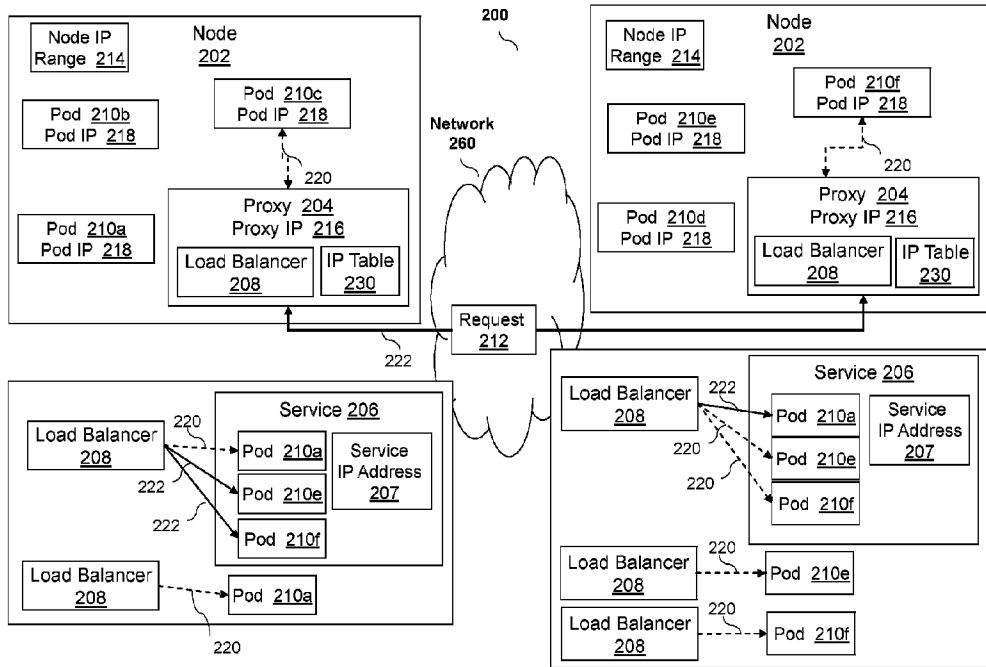 200
Node
202
Node IP
Range 214
Pod 210b
Pod IP 218
Pod 210c
Pod IP 218
220
Pod 210a
Pod IP 218
Proxy 204
Proxy IP 216
Load Balancer
208
IP Table
230
Network
260
Request
212
222
Node
202
Node IP
Range 214
Pod 210e
Pod IP 218
Pod 210f
Pod IP 218
220
Pod 210d
Pod IP 218
Proxy 204
Proxy IP 216
Load Balancer
208
IP Table
230
Load Balancer
208
220
222
222
Service 206
Pod 210a
Pod 210e
Pod 210f
Service
IP Address
207
Load Balancer
208
220
Pod 210a
Load Balancer
208
222
220
220
Service 206
Pod 210a
Pod 210e
Pod 210f
Service
IP Address
207
Load Balancer
208
220
Pod 210e
Load Balancer
208
220
Pod 210f